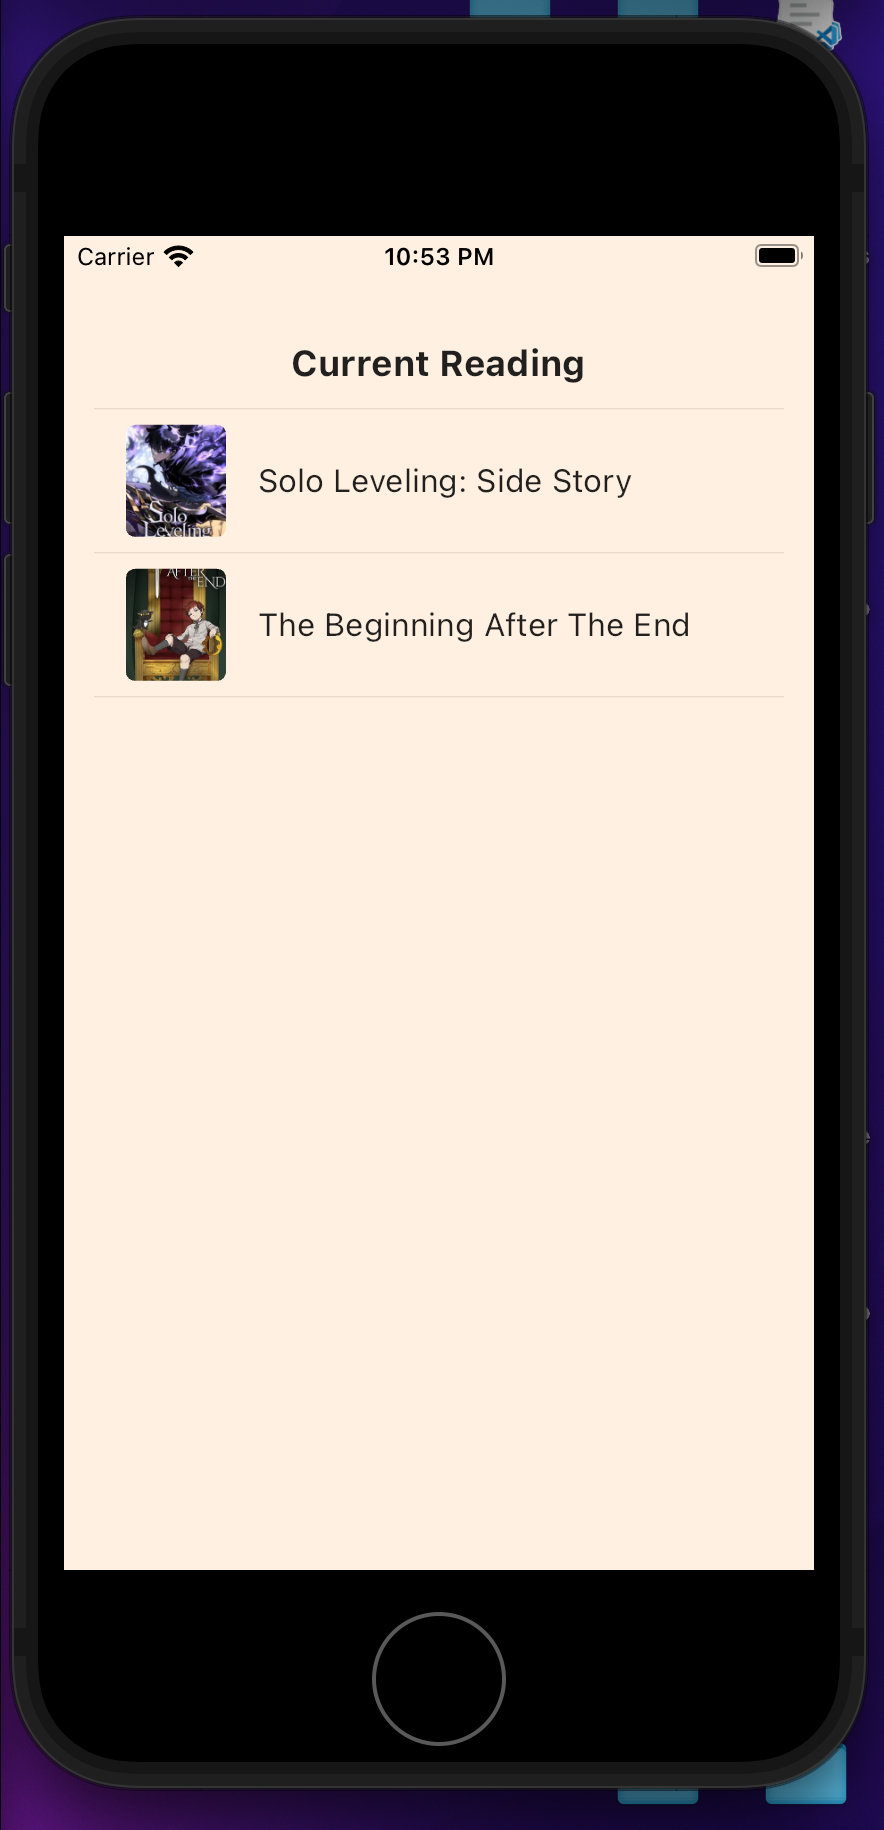 Carrier
10:53 PM
Current Reading
Solo Leveling
Solo Leveling: Side Story
AFTER THE END
The Beginning After The End